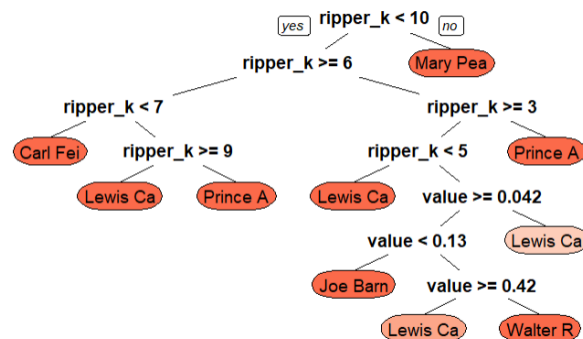 yes ripper_k < 10 no
ripper_k >= 6 Mary Pea
ripper_k < 7 ripper_k >= 3
Carl Fei ripper_k >= 9 ripper_k < 5 Prince A
Lewis Ca Prince A Lewis Ca value >= 0.042
value < 0.13 Lewis Ca
Joe Barn value >= 0.42
Lewis Ca Walter R